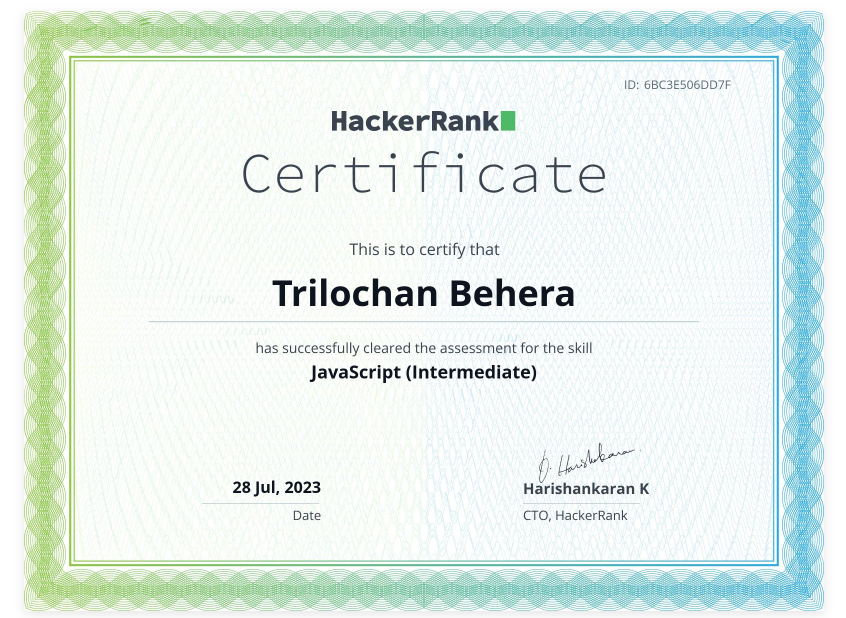 ID: 6BC3E506DD7F
HackerRank
Certificate
This is to certify that
Trilochan Behera
has successfully cleared the assessment for the skill
JavaScript (Intermediate)
28 Jul, 2023
Date
Harishankaran K
CTO, HackerRank